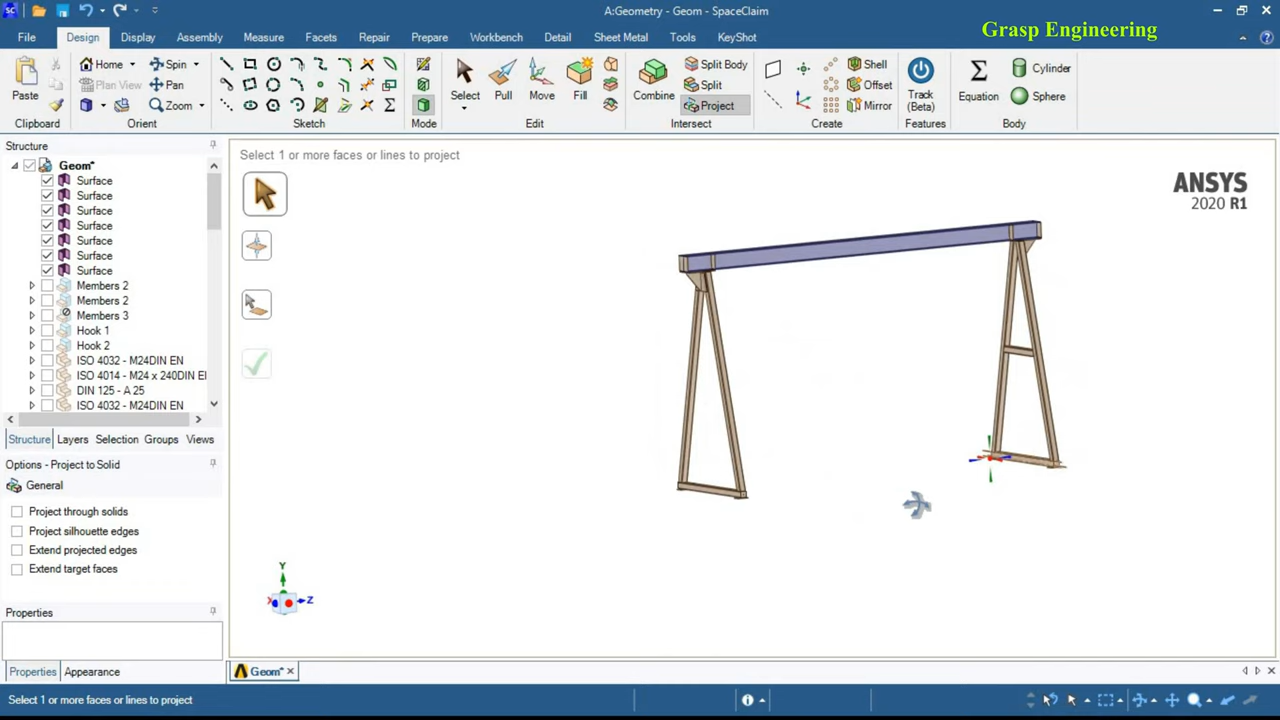 A:Geometry - Geom - SpaceClaim
Grasp Engineering
File Design Display Assembly Measure Facets Repair Prepare Workbench Detail Sheet Metal Tools KeyShot
Paste
Clipboard
Home Spin
Plan View Pan
Zoom
Orient
Sketch
Mode
Select Pull Move Fill
Edit
Combine Split Body
Split
Project
Intersect
Shell
Offset
Mirror
Create
Track
(Beta)
Features
Equation Cylinder
Sphere
Body
Structure
Geom*
Surface
Surface
Surface
Surface
Surface
Surface
Surface
Members 2
Members 2
Members 3
Hook 1
Hook 2
ISO 4032 - M24DIN EN
ISO 4014 - M24 x 240DIN EI
DIN 125 - A 25
ISO 4032 - M24DIN EN
Structure Layers Selection Groups Views
Options - Project to Solid
General
Project through solids
Project silhouette edges
Extend projected edges
Extend target faces
Properties
Properties Appearance
Select 1 or more faces or lines to project
ANSYS
2020 R1
Y
X
Z
Geom*
Select 1 or more faces or lines to project